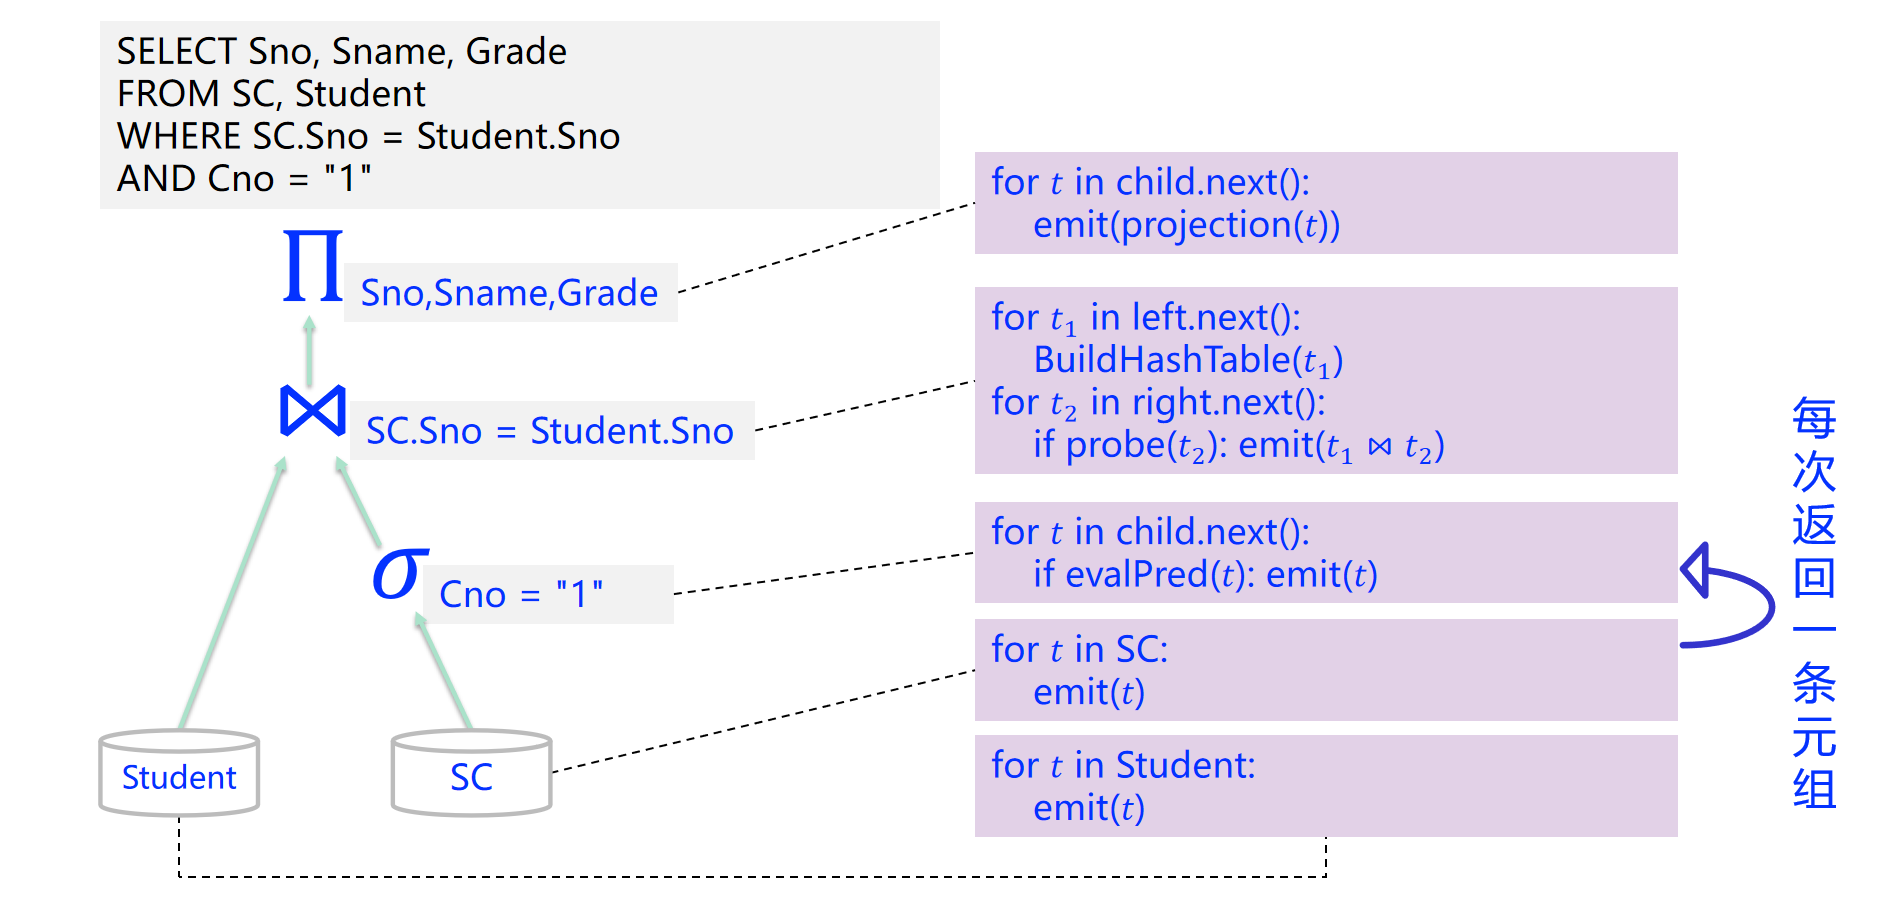 SELECT Sno, Sname, Grade
FROM SC, Student
WHERE SC.Sno = Student.Sno
AND Cno = "1"
∏ Sno,Sname,Grade
⋈ SC.Sno = Student.Sno
σ Cno = "1"
Student
SC
for t in child.next():
emit(projection(t))
for t₁ in left.next():
BuildHashTable(t₁)
for t₂ in right.next():
if probe(t₂): emit(t₁ ⋈ t₂)
for t in child.next():
if evalPred(t): emit(t)
for t in SC:
emit(t)
for t in Student:
emit(t)
每次返回一条元组